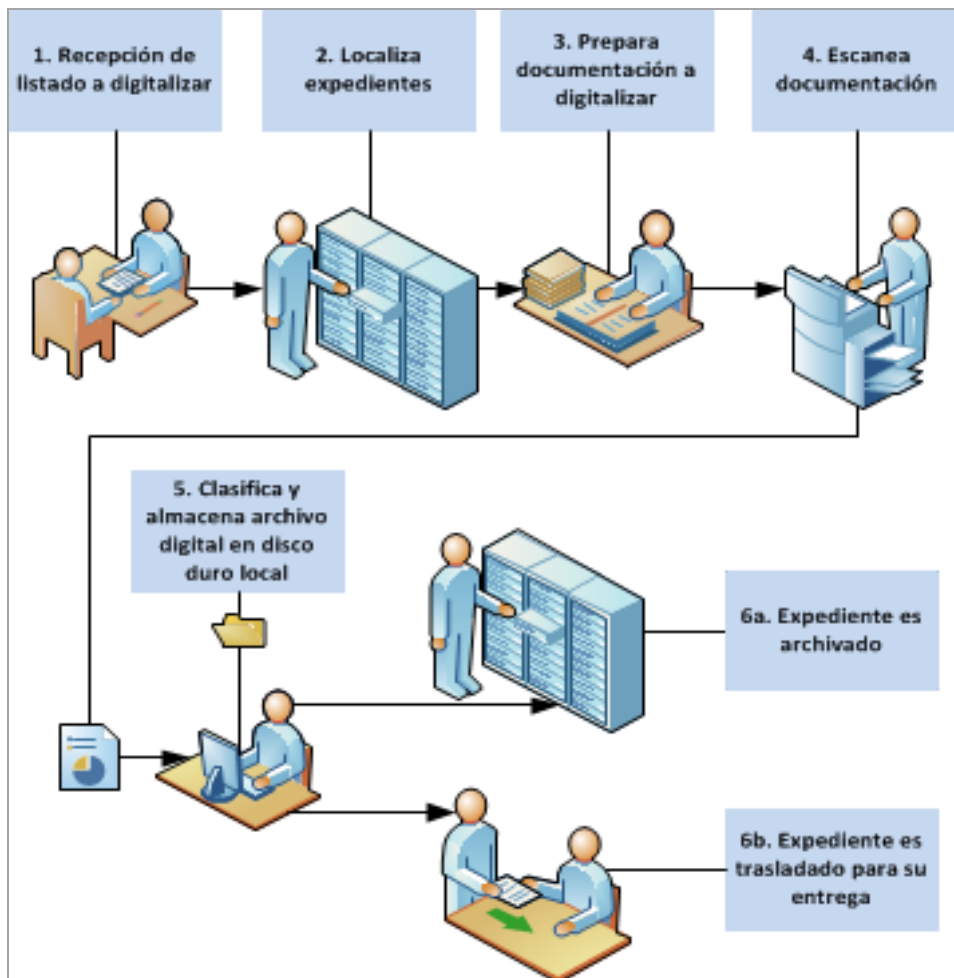 1. Recepción de
listado a digitalizar
2. Localiza
expedientes
3. Prepara
documentación a
digitalizar
4. Escanea
documentación
5. Clasifica y
almacena archivo
digital en disco
duro local
6a. Expediente es
archivado
6b. Expediente es
trasladado para su
entrega